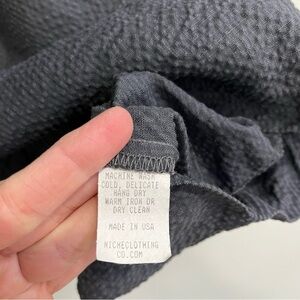 MACHINE WASH
COLD, DELICATE
HANG DRY
WARM IRON OR
DRY CLEAN
MADE IN USA
NICHECLOTHING
CO.COM